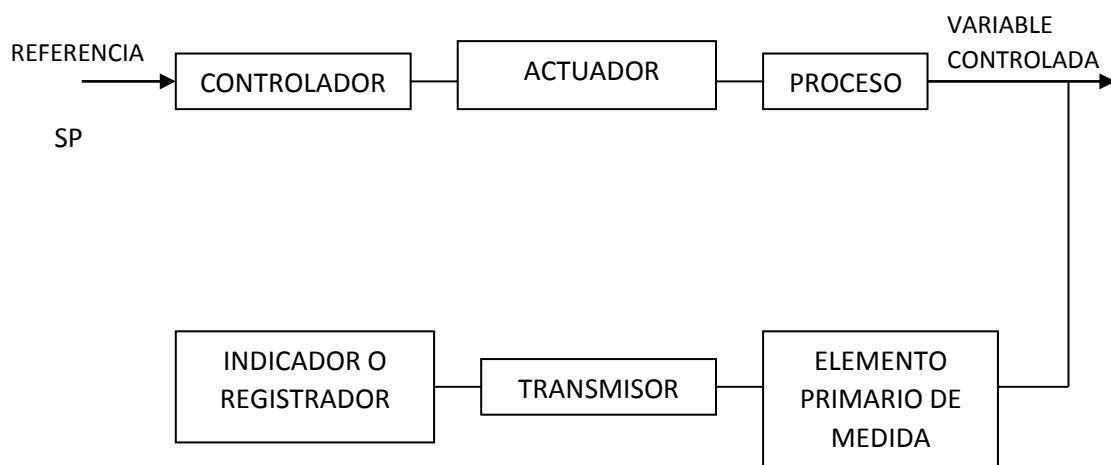 REFERENCIA
SP
CONTROLADOR
ACTUADOR
PROCESO
VARIABLE
CONTROLADA
INDICADOR O
REGISTRADOR
TRANSMISOR
ELEMENTO
PRIMARIO DE
MEDIDA